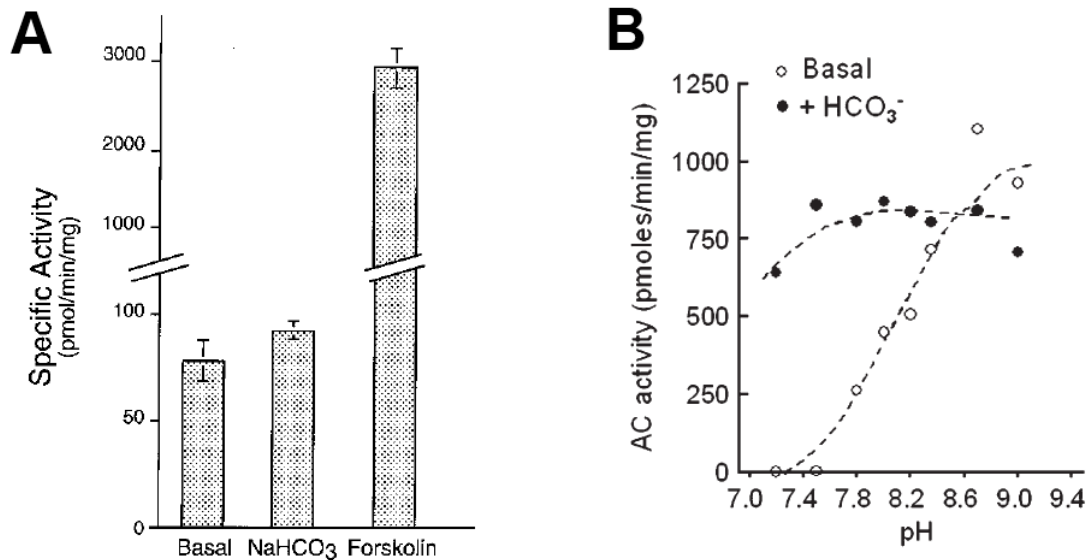 A
Specific Activity
(pmol/min/mg)
3000
2000
1000
100
50
0
Basal NaHCO3 Forskolin
B
Basal
+ HCO3-
AC activity (pmoles/min/mg)
1250
1000
750
500
250
0
7.0 7.4 7.8 8.2 8.6 9.0 9.4
pH